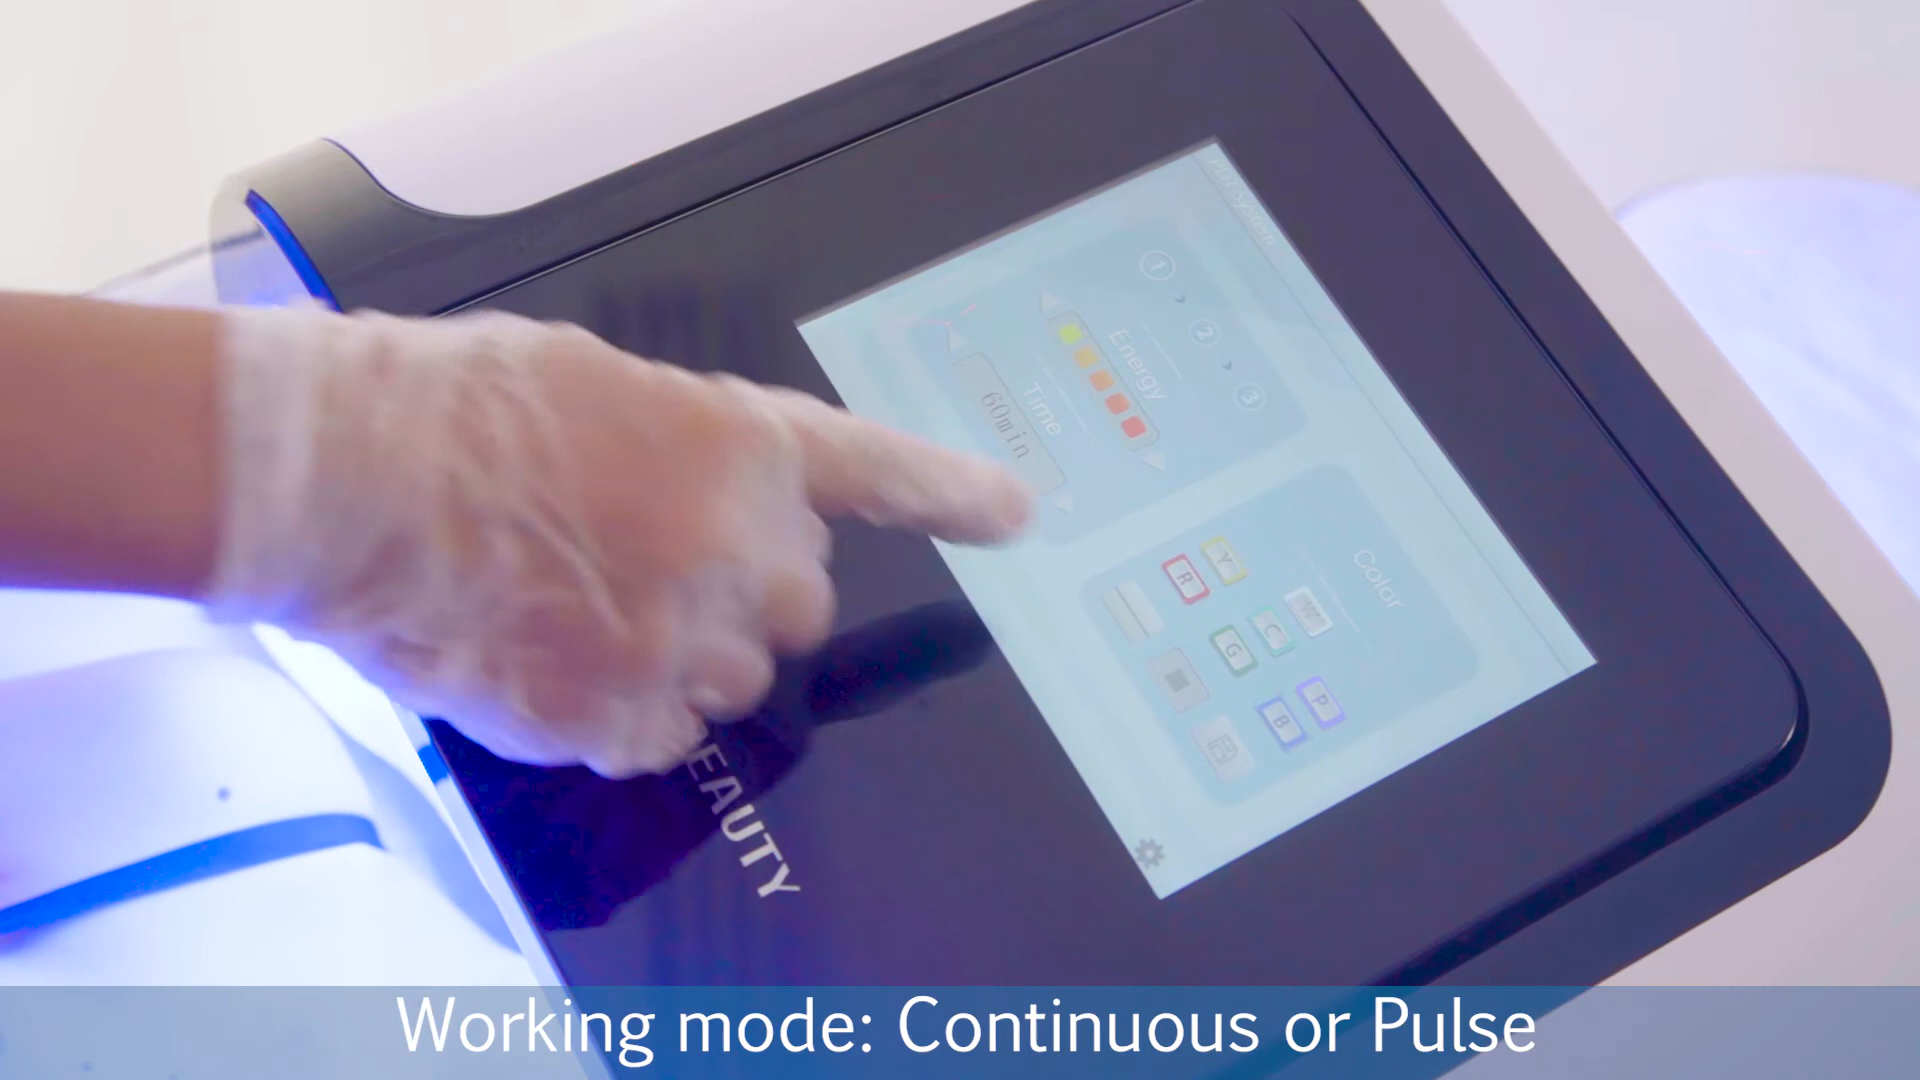 PDT System
1 > 2 > 3
Energy
Time
60min
Color
Y
W
R
C
P
G
B
EAUTY
Working mode: Continuous or Pulse